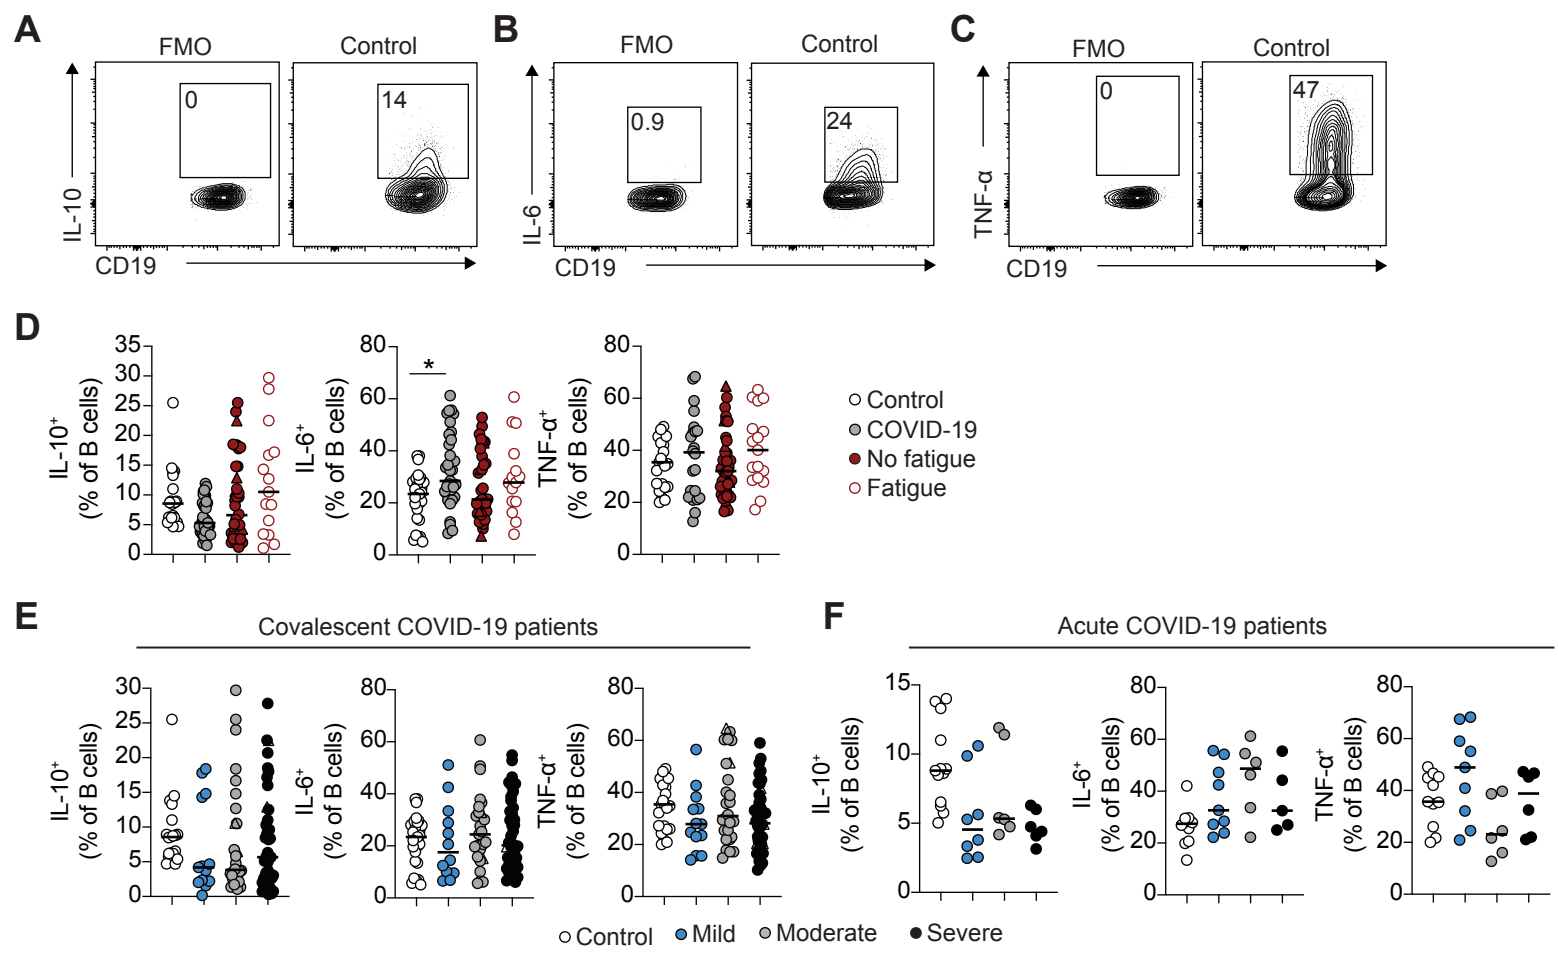 A
B
C
FMO
Control
FMO
Control
FMO
Control
0
14
0.9
24
0
47
IL-10
IL-6
TNF-α
CD19
CD19
CD19
D
35
30
25
20
15
10
5
0
IL-10+
(% of B cells)
80
60
40
20
0
IL-6+
(% of B cells)
*
80
60
40
20
0
TNF-α+
(% of B cells)
Control
COVID-19
No fatigue
Fatigue
E
Covalescent COVID-19 patients
30
25
20
15
10
5
0
IL-10+
(% of B cells)
80
60
40
20
0
IL-6+
(% of B cells)
80
60
40
20
0
TNF-α+
(% of B cells)
F
Acute COVID-19 patients
15
10
5
0
IL-10+
(% of B cells)
80
60
40
20
0
IL-6+
(% of B cells)
80
60
40
20
0
TNF-α+
(% of B cells)
Control Mild Moderate Severe